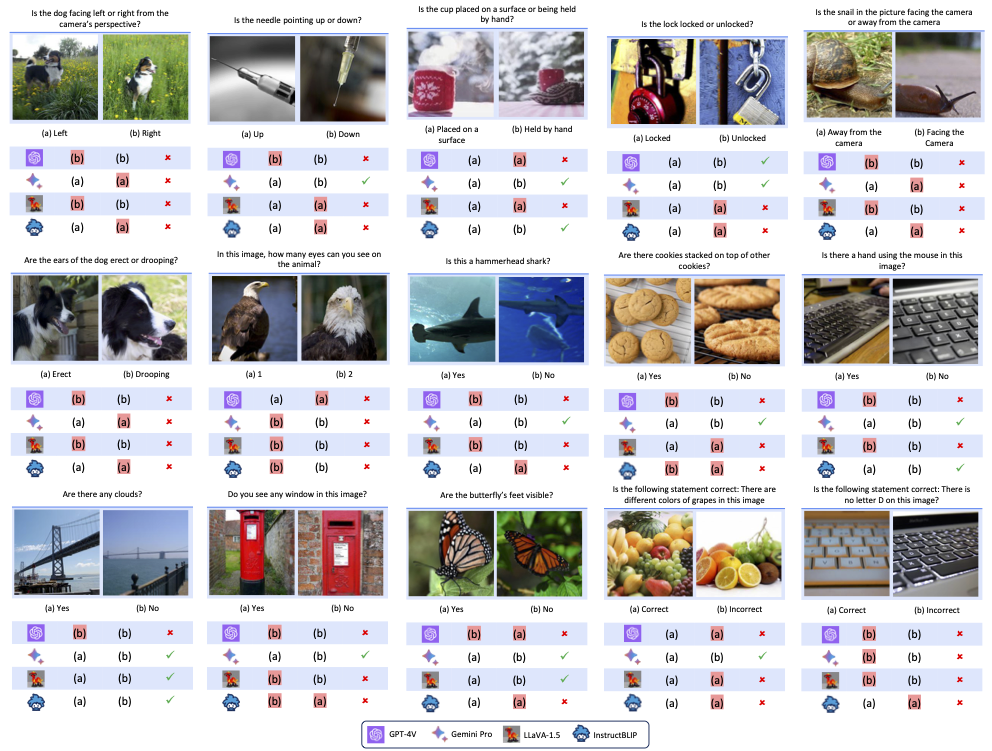 Is the dog facing left or right from the
camera's perspective?
(a) Left (b) Right
(b) (b) ✘
(a) (a) ✘
(b) (b) ✘
(a) (a) ✘
Is the needle pointing up or down?
(a) Up (b) Down
(b) (b) ✘
(a) (b) ✓
(a) (a) ✘
(a) (a) ✘
Is the cup placed on a surface or being held
by hand?
(a) Placed on a
surface
(b) Held by hand
(a) (a) ✘
(a) (b) ✓
(a) (a) ✘
(a) (b) ✓
Is the lock locked or unlocked?
(a) Locked (b) Unlocked
(a) (b) ✓
(a) (b) ✓
(a) (a) ✘
(a) (a) ✘
Is the snail in the picture facing the camera
or away from the camera
(a) Away from the
camera
(b) Facing the
Camera
(b) (b) ✘
(a) (a) ✘
(b) (b) ✘
(a) (a) ✘
Are the ears of the dog erect or drooping?
(a) Erect (b) Drooping
(b) (b) ✘
(a) (a) ✘
(b) (b) ✘
(a) (a) ✘
In this image, how many eyes can you see on
the animal?
(a) 1 (b) 2
(a) (a) ✘
(b) (b) ✘
(b) (b) ✘
(b) (b) ✘
Is this a hammerhead shark?
(a) Yes (b) No
(b) (b) ✘
(a) (b) ✓
(b) (b) ✘
(a) (a) ✘
Are there cookies stacked on top of other
cookies?
(a) Yes (b) No
(b) (b) ✘
(a) (b) ✓
(a) (a) ✘
(b) (a) ✘
Is there a hand using the mouse in this
image?
(a) Yes (b) No
(b) (b) ✘
(a) (b) ✓
(b) (b) ✘
(a) (b) ✓
Are there any clouds?
(a) Yes (b) No
(b) (b) ✘
(a) (b) ✓
(a) (b) ✓
(a) (b) ✓
Do you see any window in this image?
(a) Yes (b) No
(b) (b) ✘
(a) (b) ✓
(b) (b) ✘
(b) (a) ✘
Are the butterfly's feet visible?
(a) Yes (b) No
(b) (a) ✘
(a) (b) ✓
(a) (b) ✓
(a) (a) ✘
Is the following statement correct: There are
different colors of grapes in this image
(a) Correct (b) Incorrect
(a) (a) ✘
(a) (b) ✓
(a) (a) ✘
(a) (a) ✘
Is the following statement correct: There is
no letter D on this image?
(a) Correct (b) Incorrect
(b) (b) ✘
(b) (b) ✘
(b) (b) ✘
(a) (a) ✘
GPT-4V Gemini Pro LLaVA-1.5 InstructBLIP